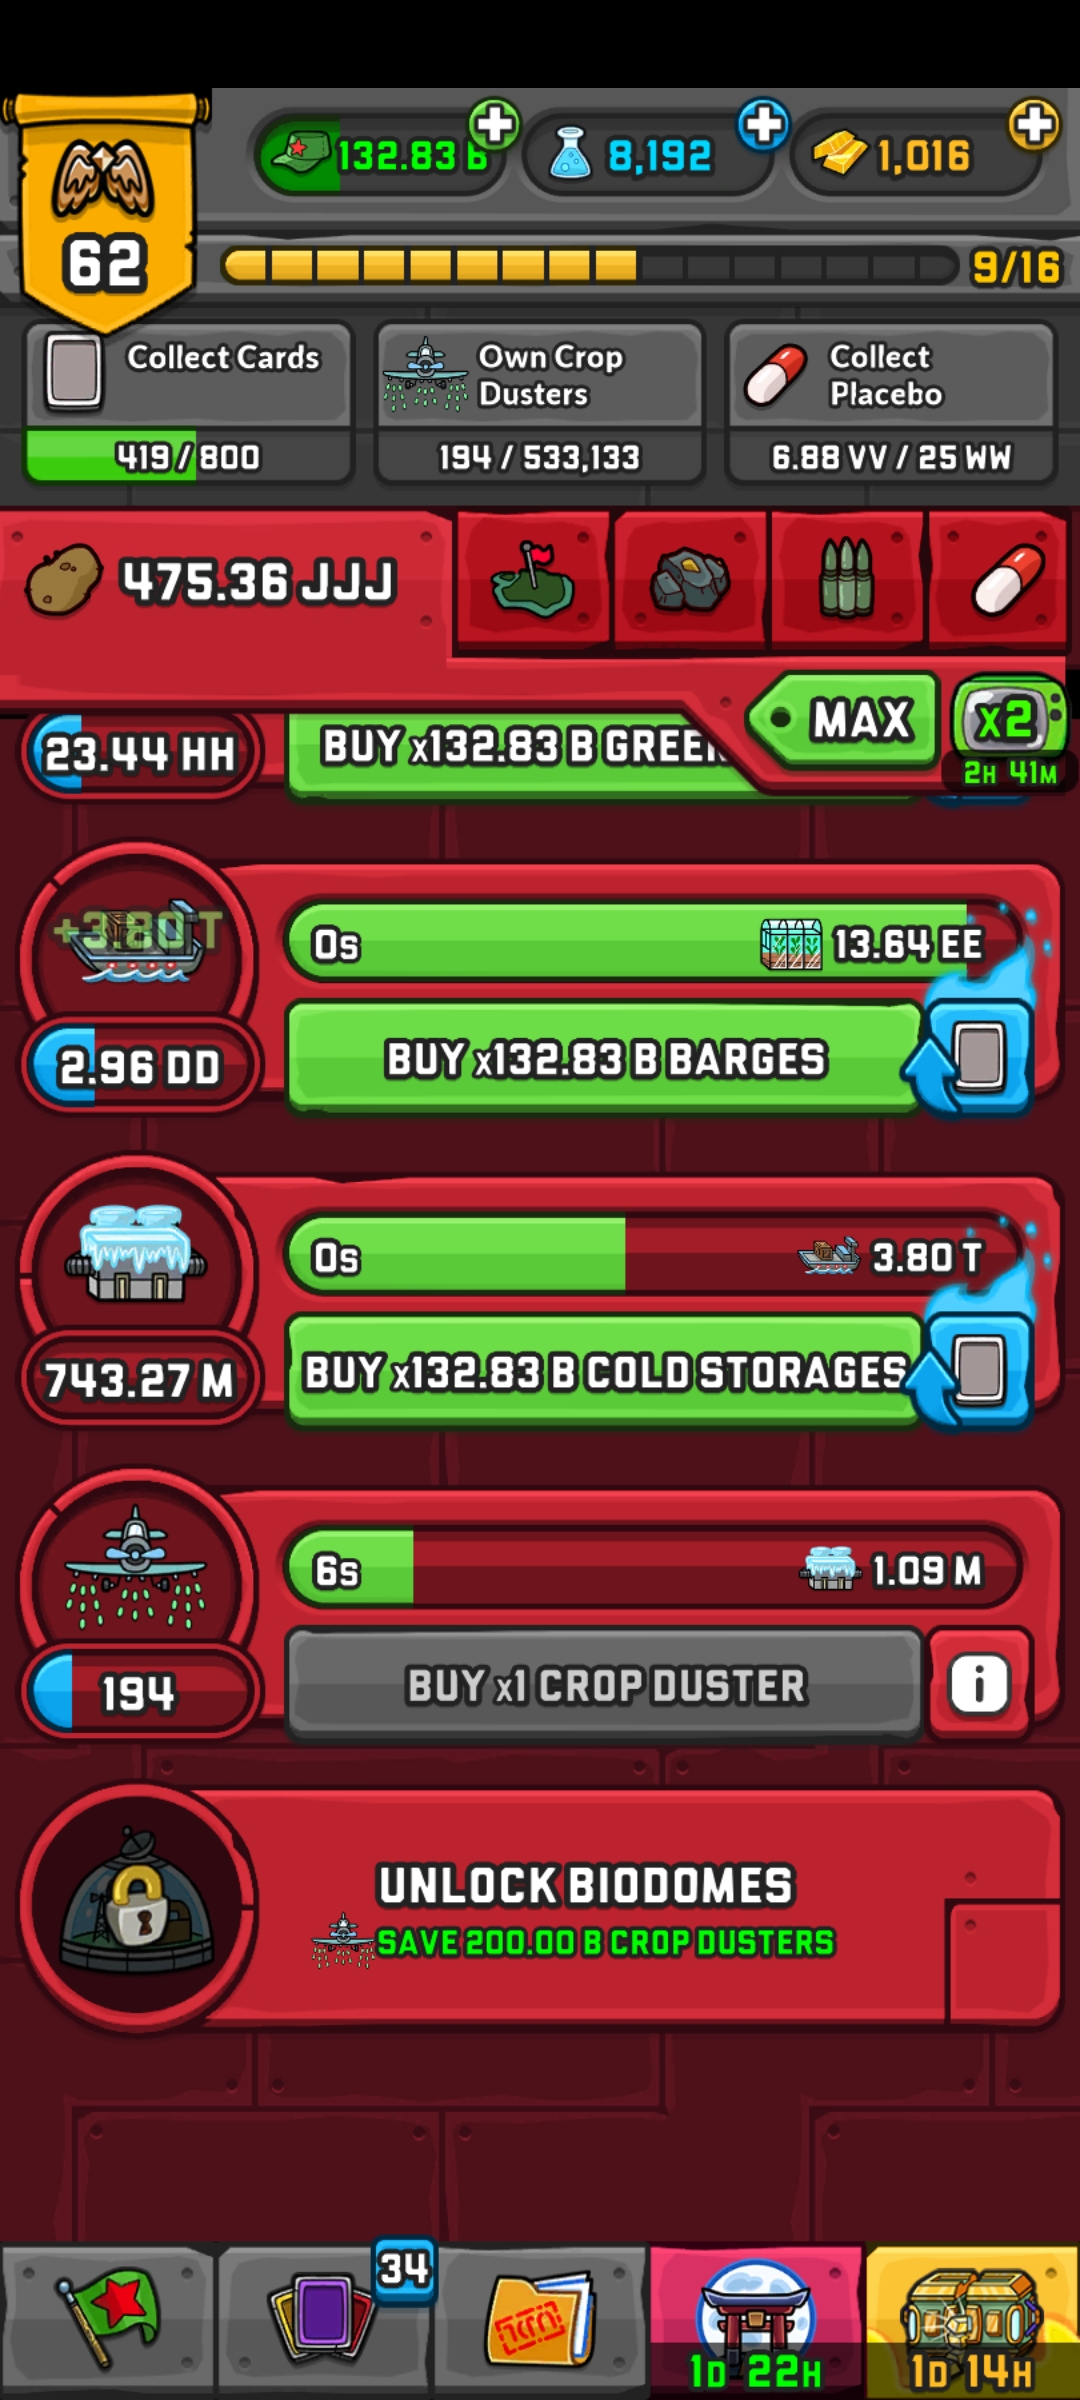 132.83 B
8,192
1,016
62
9/16
Collect Cards
419 / 800
Own Crop
Dusters
194 / 533,133
Collect
Placebo
6.88 VV / 25 WW
475.36 JJJ
MAX
x2
2H 41M
23.44 HH
BUY x132.83 B GREE
+3.80 T
0s
13.64 EE
2.96 DD
BUY x132.83 B BARGES
0s
3.80 T
743.27 M
BUY x132.83 B COLD STORAGES
6s
1.09 M
194
BUY x1 CROP DUSTER
i
UNLOCK BIODOMES
SAVE 200.00 B CROP DUSTERS
34
1D 22H
1D 14H